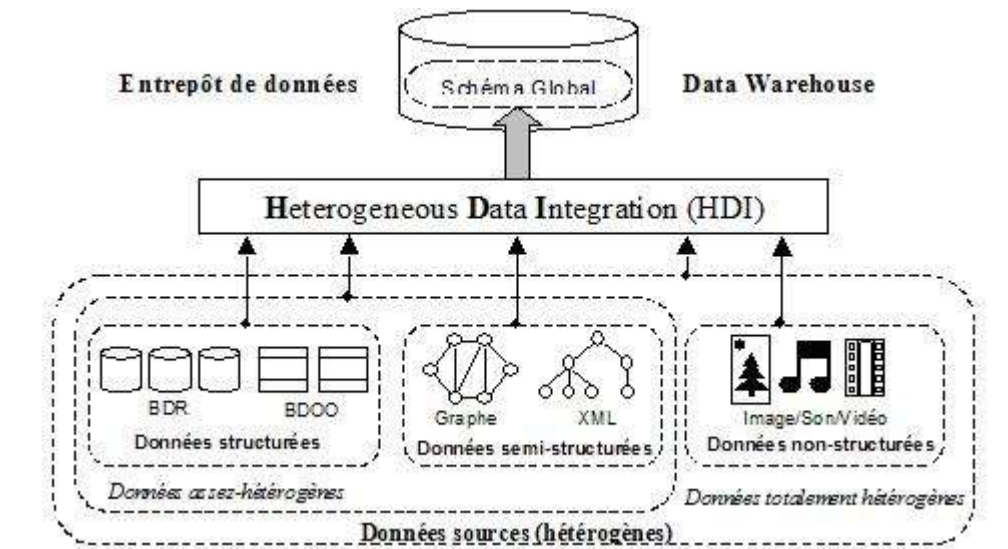 Entrepôt de données
Schéma Global
Data Warehouse
Heterogeneous Data Integration (HDI)
BDR
BDOO
Données structurées
Graphe
XML
Données semi-structurées
Image/Son/Vidéo
Données non-structurées
Données assez-hétérogènes
Données totalement hétérogènes
Données sources (hétérogènes)